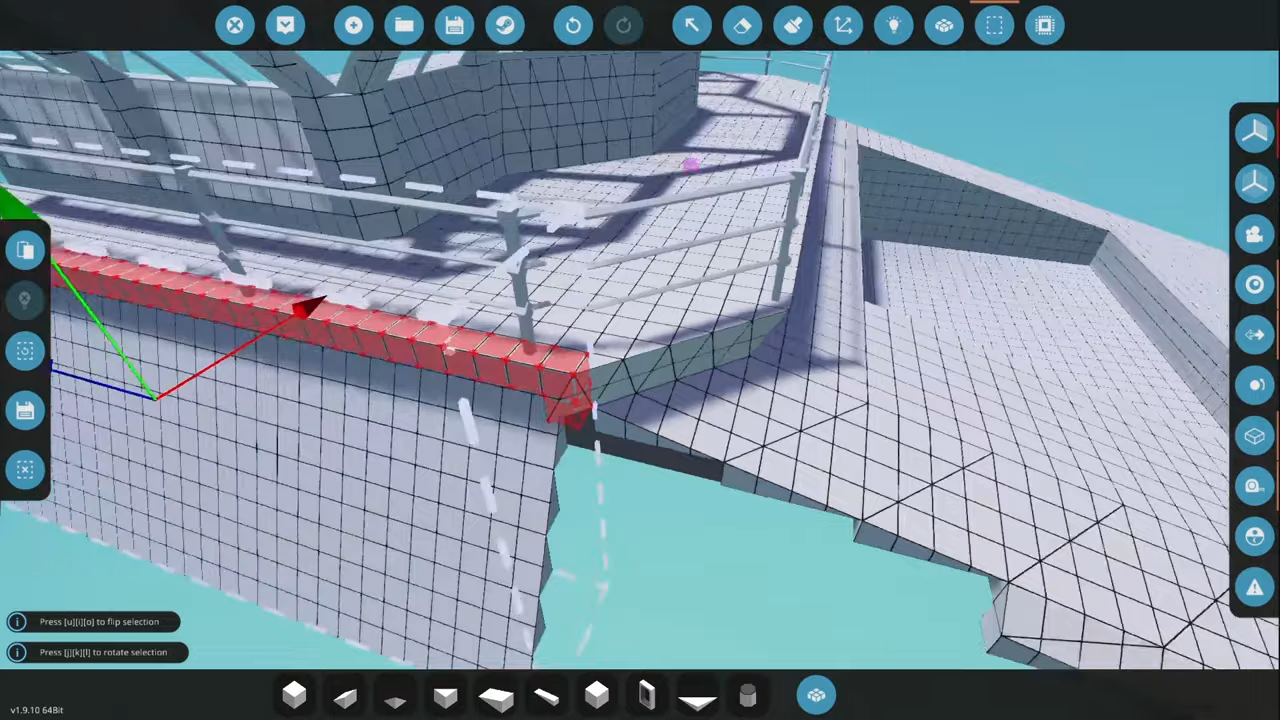 Press [u][i][o] to flip selection
Press [j][k][l] to rotate selection
v1.9.10 64Bit